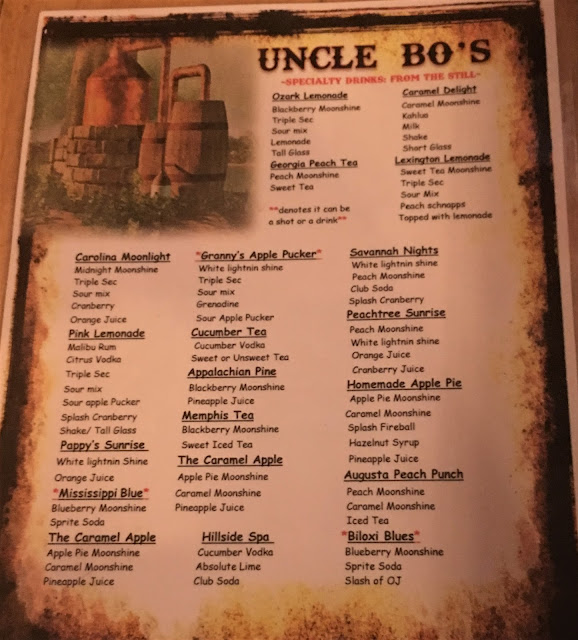 UNCLE BO'S
~SPECIALTY DRINKS: FROM THE STILL~
Ozark Lemonade
Blackberry Moonshine
Triple Sec
Sour mix
Lemonade
Tall Glass
Georgia Peach Tea
Peach Moonshine
Sweet Tea
**denotes it can be
a shot or a drink**
Caramel Delight
Caramel Moonshine
Kahlua
Milk
Shake
Short Glass
Lexington Lemonade
Sweet Tea Moonshine
Triple Sec
Sour Mix
Peach schnapps
Topped with lemonade
Carolina Moonlight
Midnight Moonshine
Triple Sec
Sour mix
Cranberry
Orange Juice
Pink Lemonade
Malibu Rum
Citrus Vodka
Triple Sec
Sour mix
Sour apple Pucker
Splash Cranberry
Shake/ Tall Glass
Pappy's Sunrise
White lightnin Shine
Orange Juice
*Mississippi Blue*
Blueberry Moonshine
Sprite Soda
The Caramel Apple
Apple Pie Moonshine
Caramel Moonshine
Pineapple Juice
*Granny's Apple Pucker*
White lightnin shine
Triple Sec
Sour mix
Grenadine
Sour Apple Pucker
Cucumber Tea
Cucumber Vodka
Sweet or Unsweet Tea
Appalachian Pine
Blackberry Moonshine
Pineapple Juice
Memphis Tea
Blackberry Moonshine
Sweet Iced Tea
The Caramel Apple
Apple Pie Moonshine
Caramel Moonshine
Pineapple Juice
Hillside Spa
Cucumber Vodka
Absolute Lime
Club Soda
Savannah Nights
White lightnin shine
Peach Moonshine
Club Soda
Splash Cranberry
Peachtree Sunrise
Peach Moonshine
White lightnin shine
Orange Juice
Cranberry Juice
Homemade Apple Pie
Apple Pie Moonshine
Caramel Moonshine
Splash Fireball
Hazelnut Syrup
Pineapple Juice
Augusta Peach Punch
Peach Moonshine
Caramel Moonshine
Iced Tea
*Biloxi Blues*
Blueberry Moonshine
Sprite Soda
Slash of OJ